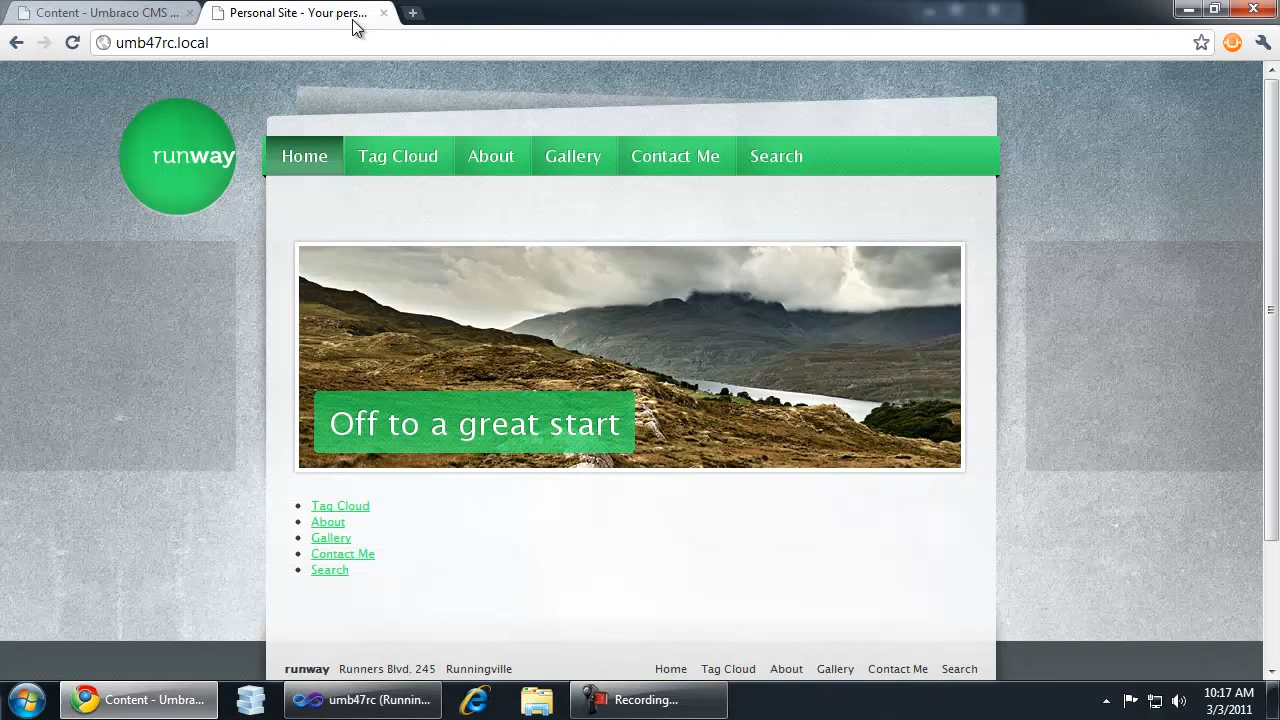 Content - Umbraco CMS ...
Personal Site - Your pers...
umb47rc.local
runway
Home Tag Cloud About Gallery Contact Me Search
Off to a great start
Tag Cloud
About
Gallery
Contact Me
Search
runway Runners Blvd. 245 Runningville Home Tag Cloud About Gallery Contact Me Search
Content - Umbra...
umb47rc (Runnin...
Recording...
10:17 AM
3/3/2011